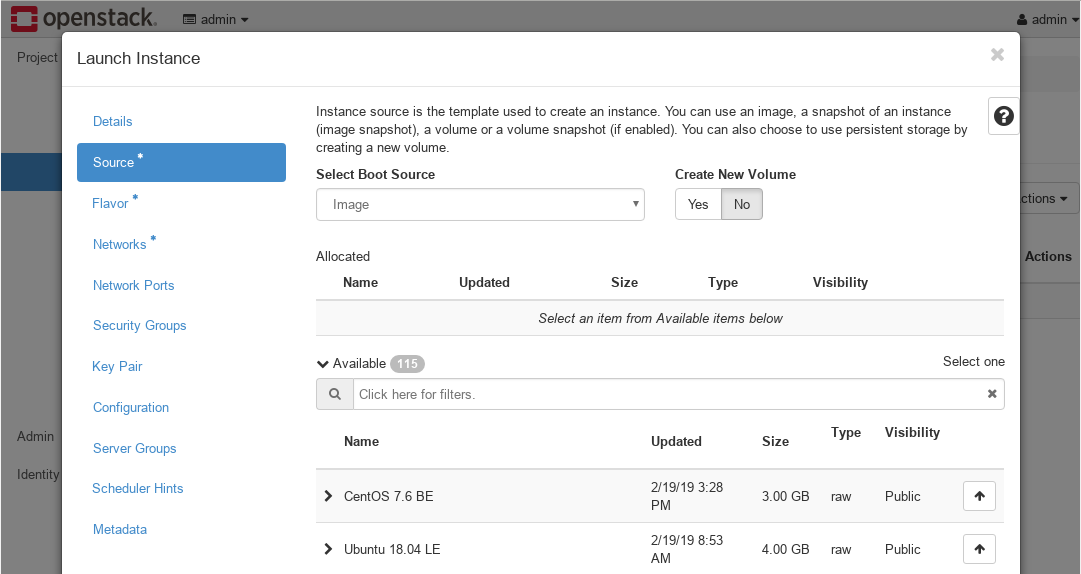 openstack. admin admin
Project
Launch Instance
Details
Source *
Flavor *
Networks *
Network Ports
Security Groups
Key Pair
Configuration
Server Groups
Scheduler Hints
Metadata
Admin
Identity
Instance source is the template used to create an instance. You can use an image, a snapshot of an instance
(image snapshot), a volume or a volume snapshot (if enabled). You can also choose to use persistent storage by
creating a new volume.
Select Boot Source Create New Volume
Image Yes No
Allocated
Name Updated Size Type Visibility
Select an item from Available items below
Available 115 Select one
Click here for filters.
Name Updated Size Type Visibility
CentOS 7.6 BE 2/19/19 3:28 3.00 GB raw Public
PM
Ubuntu 18.04 LE 2/19/19 8:53 4.00 GB raw Public
AM
?
ctions
Actions